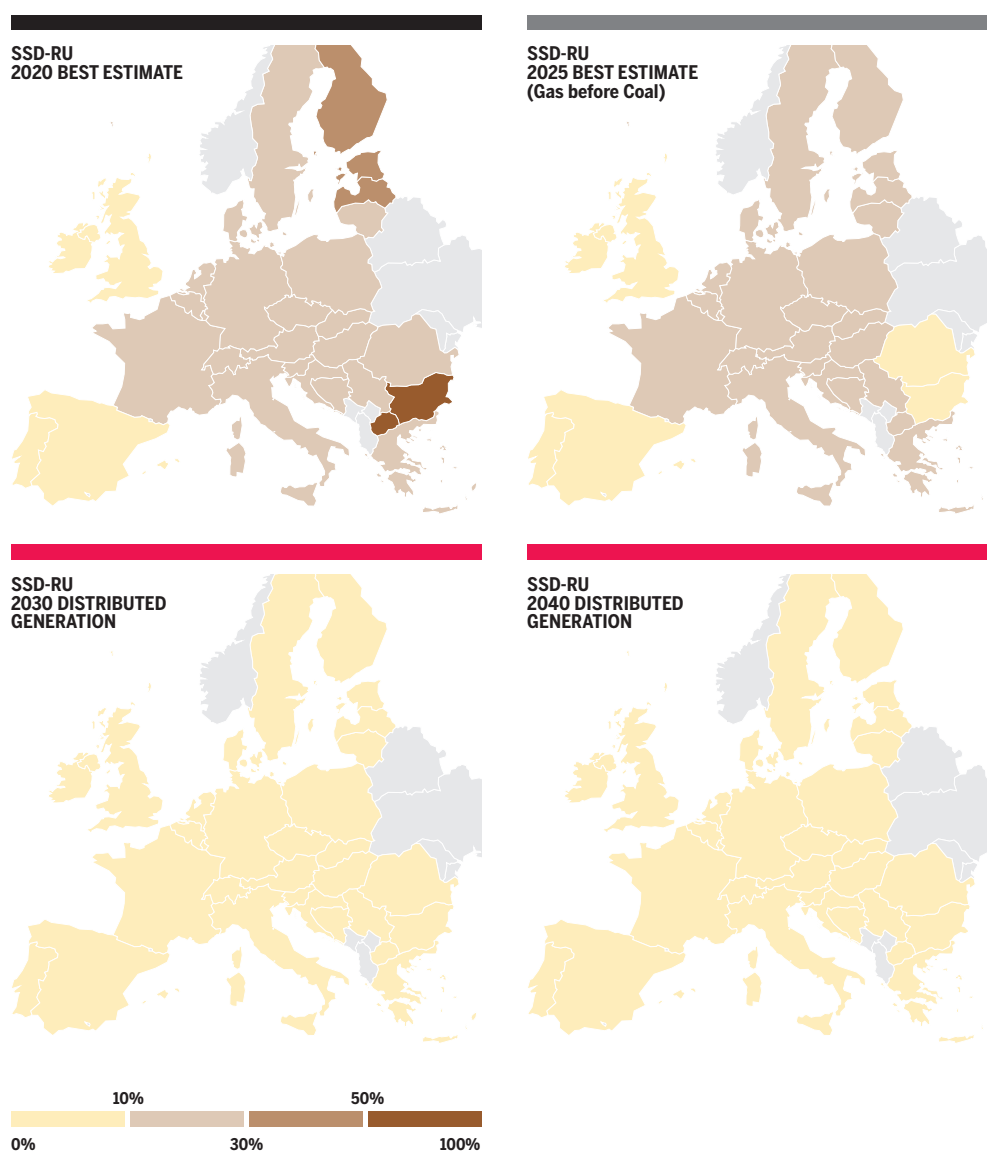 SSD-RU
2020 BEST ESTIMATE
SSD-RU
2025 BEST ESTIMATE
(Gas before Coal)
SSD-RU
2030 DISTRIBUTED
GENERATION
SSD-RU
2040 DISTRIBUTED
GENERATION
10% 50%
0% 30% 100%